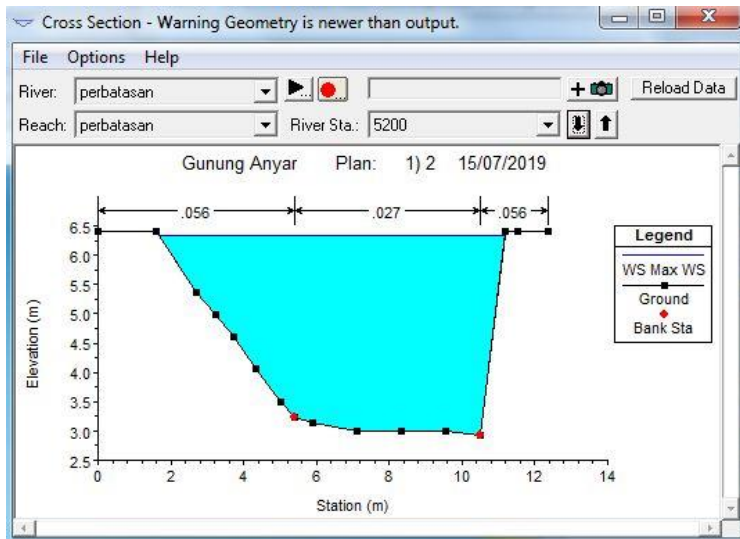 Cross Section - Warning Geometry is newer than output.
File Options Help
River: perbatasan + Reload Data
Reach: perbatasan River Sta.: 5200
Gunung Anyar Plan: 1) 2 15/07/2019
.056 .027 .056
6.5
6.0
5.5
5.0
4.5
4.0
3.5
3.0
2.5
Elevation (m)
0 2 4 6 8 10 12 14
Station (m)
Legend
WS Max WS
Ground
Bank Sta